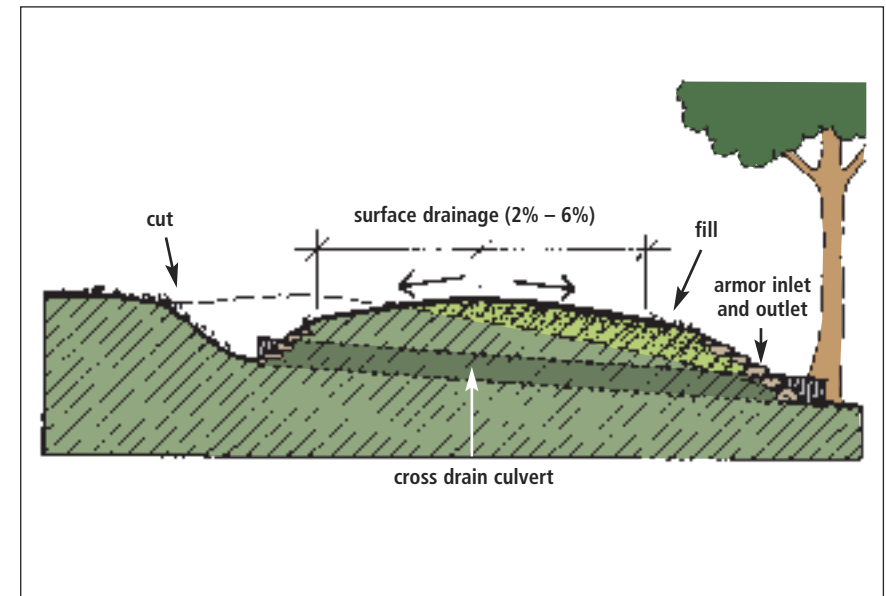 cut
surface drainage (2% – 6%)
fill
armor inlet
and outlet
cross drain culvert